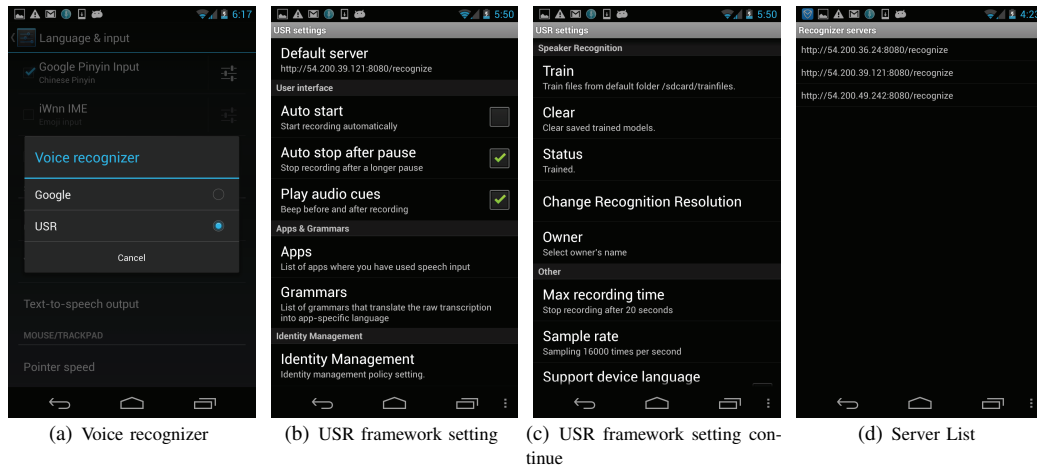 6:17
Language & input
Google Pinyin Input
Chinese Pinyin
iWnn IME
Emoji input
Voice recognizer
Google
USR
Cancel
Text-to-speech output
MOUSE/TRACKPAD
Pointer speed
(a) Voice recognizer
5:50
USR settings
Default server
http://54.200.39.121:8080/recognize
User interface
Auto start
Start recording automatically
Auto stop after pause
Stop recording after a longer pause
Play audio cues
Beep before and after recording
Apps & Grammars
Apps
List of apps where you have used speech input
Grammars
List of grammars that translate the raw transcription
into app-specific language
Identity Management
Identity Management
Identity management policy setting.
(b) USR framework setting
5:50
USR settings
Speaker Recognition
Train
Train files from default folder /sdcard/trainfiles.
Clear
Clear saved trained models.
Status
Trained.
Change Recognition Resolution
Owner
Select owner's name
Other
Max recording time
Stop recording after 20 seconds
Sample rate
Sampling 16000 times per second
Support device language
(c) USR framework setting con-
tinue
4:23
Recognizer servers
http://54.200.36.24:8080/recognize
http://54.200.39.121:8080/recognize
http://54.200.49.242:8080/recognize
(d) Server List